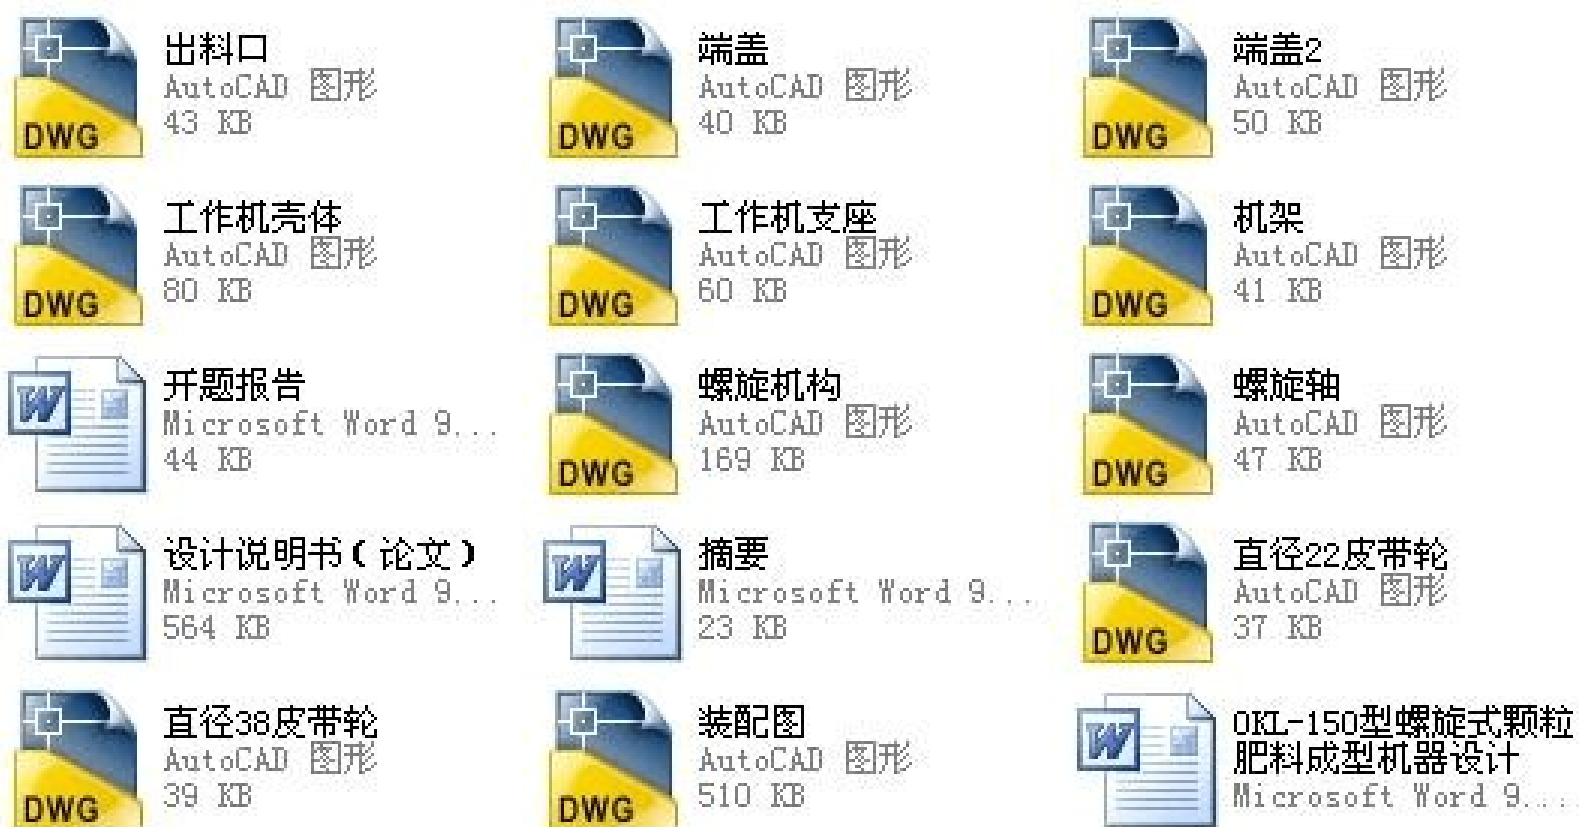 出料口
AutoCAD 图形
43 KB
DWG
端盖
AutoCAD 图形
40 KB
DWG
端盖2
AutoCAD 图形
50 KB
DWG
工作机壳体
AutoCAD 图形
80 KB
DWG
工作机支座
AutoCAD 图形
60 KB
DWG
机架
AutoCAD 图形
41 KB
DWG
开题报告
Microsoft Word 9...
44 KB
W
螺旋机构
AutoCAD 图形
169 KB
DWG
螺旋轴
AutoCAD 图形
47 KB
DWG
设计说明书(论文)
Microsoft Word 9...
564 KB
W
摘要
Microsoft Word 9...
23 KB
W
直径22皮带轮
AutoCAD 图形
37 KB
DWG
直径38皮带轮
AutoCAD 图形
39 KB
DWG
装配图
AutoCAD 图形
510 KB
DWG
OKL-150型螺旋式颗粒
肥料成型机器设计
Microsoft Word 9...
W